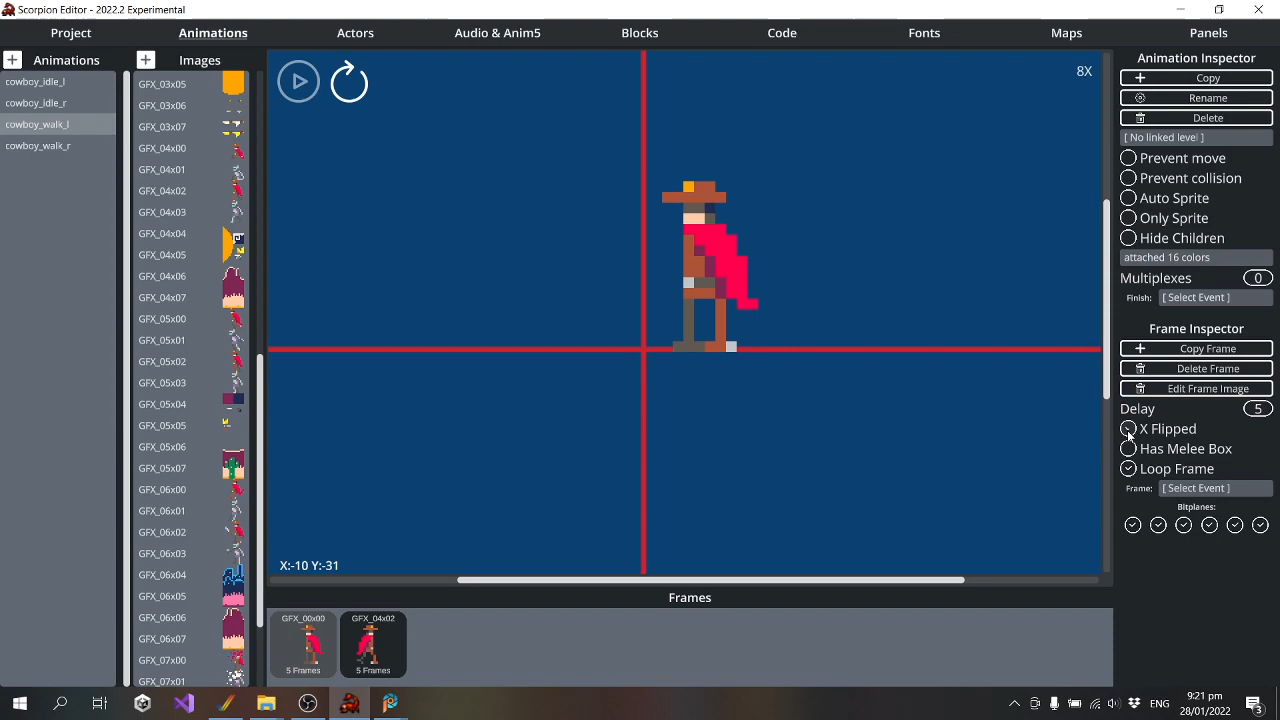 Scorpion Editor - 2022.2 Experimental
Project
Animations
Actors
Audio & Anim5
Blocks
Code
Fonts
Maps
Panels
Animations
cowboy_idle_l
cowboy_idle_r
cowboy_walk_l
cowboy_walk_r
Images
GFX_03x05
GFX_03x06
GFX_03x07
GFX_04x00
GFX_04x01
GFX_04x02
GFX_04x03
GFX_04x04
GFX_04x05
GFX_04x06
GFX_04x07
GFX_05x00
GFX_05x01
GFX_05x02
GFX_05x03
GFX_05x04
GFX_05x05
GFX_05x06
GFX_05x07
GFX_06x00
GFX_06x01
GFX_06x02
GFX_06x03
GFX_06x04
GFX_06x05
GFX_06x06
GFX_06x07
GFX_07x00
GFX_07x01
8X
X:-10 Y:-31
Frames
GFX_00x00
5 Frames
GFX_04x02
5 Frames
Animation Inspector
Copy
Rename
Delete
[ No linked level ]
Prevent move
Prevent collision
Auto Sprite
Only Sprite
Hide Children
attached 16 colors
Multiplexes 0
Finish: [ Select Event ]
Frame Inspector
Copy Frame
Delete Frame
Edit Frame Image
Delay 5
X Flipped
Has Melee Box
Loop Frame
Frame: [ Select Event ]
Bitplanes:
ENG
9:21 pm
28/01/2022
3